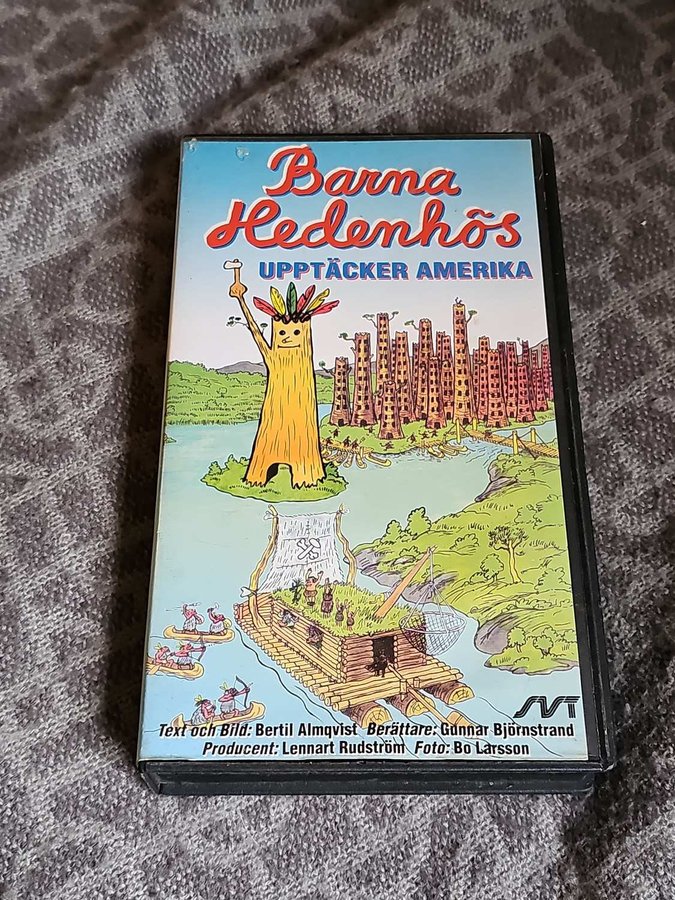 Barna
Hedenhös
UPPTÄCKER AMERIKA
SVT
Text och Bild: Bertil Almqvist Berättare: Gunnar Björnstrand
Producent: Lennart Rudström Foto: Bo Larsson